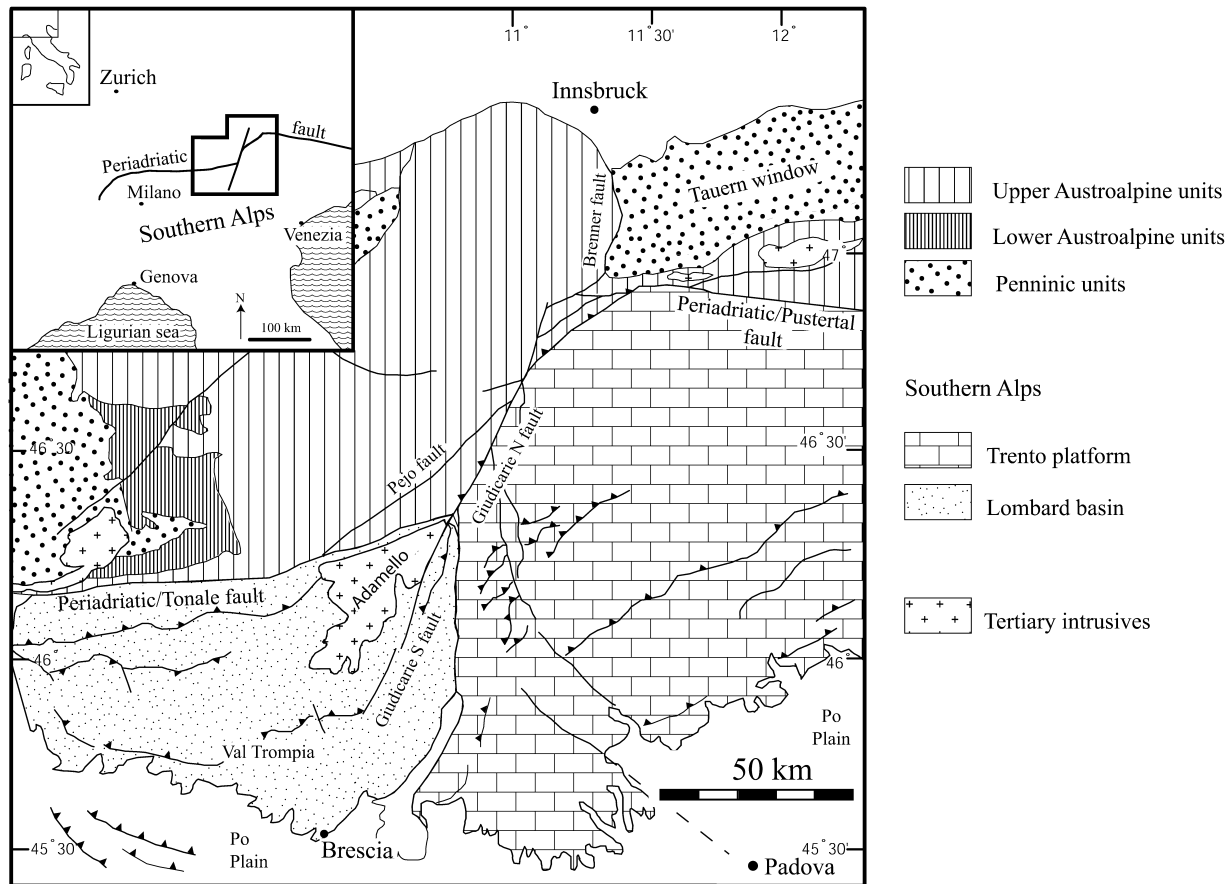 11°
11°30'
12°
Zurich
Periadriatic
fault
Milano
Southern Alps
Venezia
Genova
Ligurian sea
N
100 km
Innsbruck
Tauern window
Brenner fault
47°
Periadriatic/Pustertal
fault
46°30'
46°30'
Pejo fault
Giudicarie N fault
Adamello
Periadriatic/Tonale fault
Giudicarie S fault
46°
46°
Val Trompia
Po
Plain
50 km
Po
Plain
Brescia
Padova
45°30'
45°30'
Upper Austroalpine units
Lower Austroalpine units
Penninic units
Southern Alps
Trento platform
Lombard basin
Tertiary intrusives